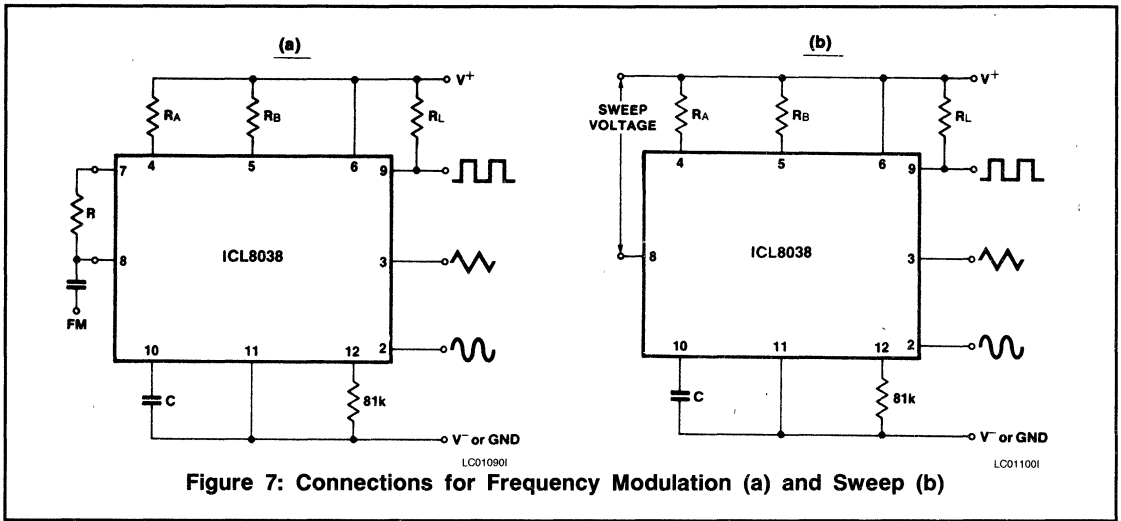 (a)
V+
RA
RB
RL
4
5
6
7
9
R
8
ICL8038
3
FM
10
11
12
2
C
81k
V− or GND
LC01090I
(b)
V+
SWEEP
VOLTAGE
RA
RB
RL
4
5
6
9
8
ICL8038
3
10
11
12
2
C
81k
V− or GND
LC01100I
Figure 7: Connections for Frequency Modulation (a) and Sweep (b)